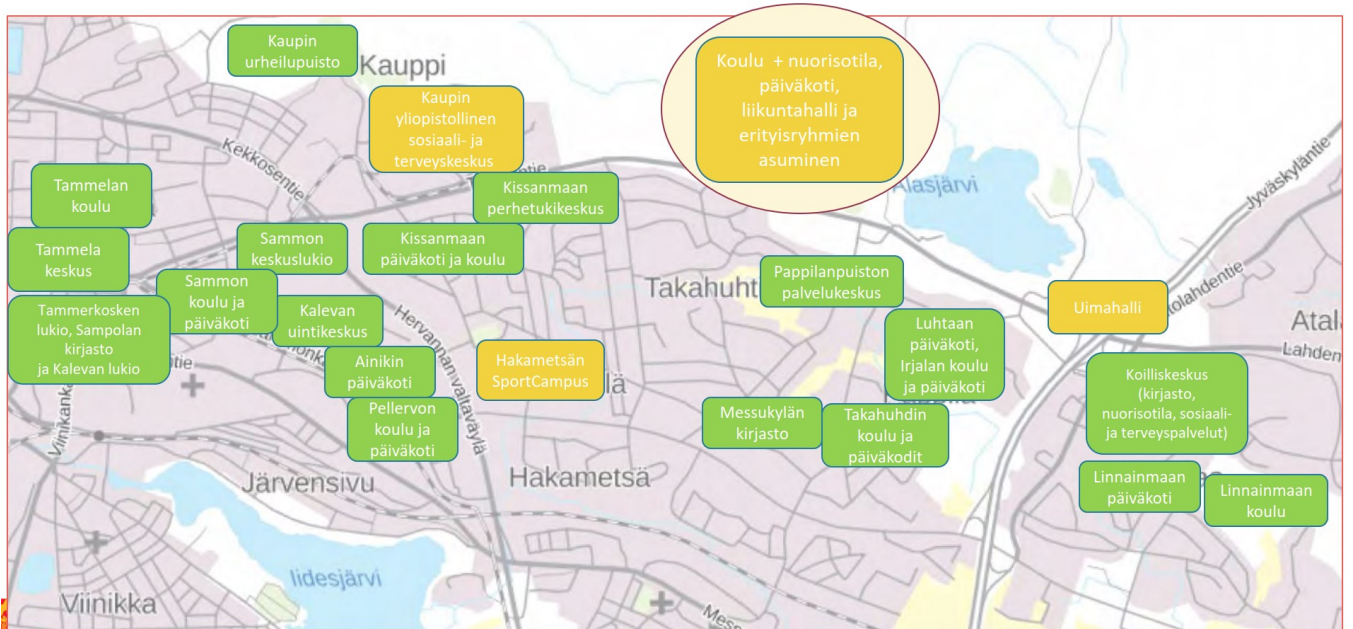 Kaupin
urheilupuisto
Kauppi
Koulu + nuorisotila,
päiväkoti,
liikuntahalli ja
erityisryhmien
asuminen
Kaupin
yliopistollinen
sosiaali- ja
terveyskeskus
Kekkosentie
Jyväskyläntie
Tammelan
koulu
Kissanmaan
perhetukikeskus
Alasjärvi
Tammela
keskus
Sammon
keskuslukio
Kissanmaan
päiväkoti ja koulu
Sammon
koulu ja
päiväkoti
Pappilanpuiston
palvelukeskus
Uimahalli
Tammerkosken
lukio, Sampolan
kirjasto
ja Kalevan lukio
Kalevan
uintikeskus
Hervannan valtaväylä
Luhtaan
päiväkoti,
Irjalan koulu
ja päiväkoti
Ainikin
päiväkoti
Hakametsän
SportCampus
Koilliskeskus
(kirjasto,
nuorisotila, sosiaali-
ja terveyspalvelut)
Pellervon
koulu ja
päiväkoti
Messukylän
kirjasto
Takahuhdin
koulu ja
päiväkodit
Järvensivu
Hakametsä
Linnainmaan
päiväkoti
Linnainmaan
koulu
Iidesjärvi
Viinikka